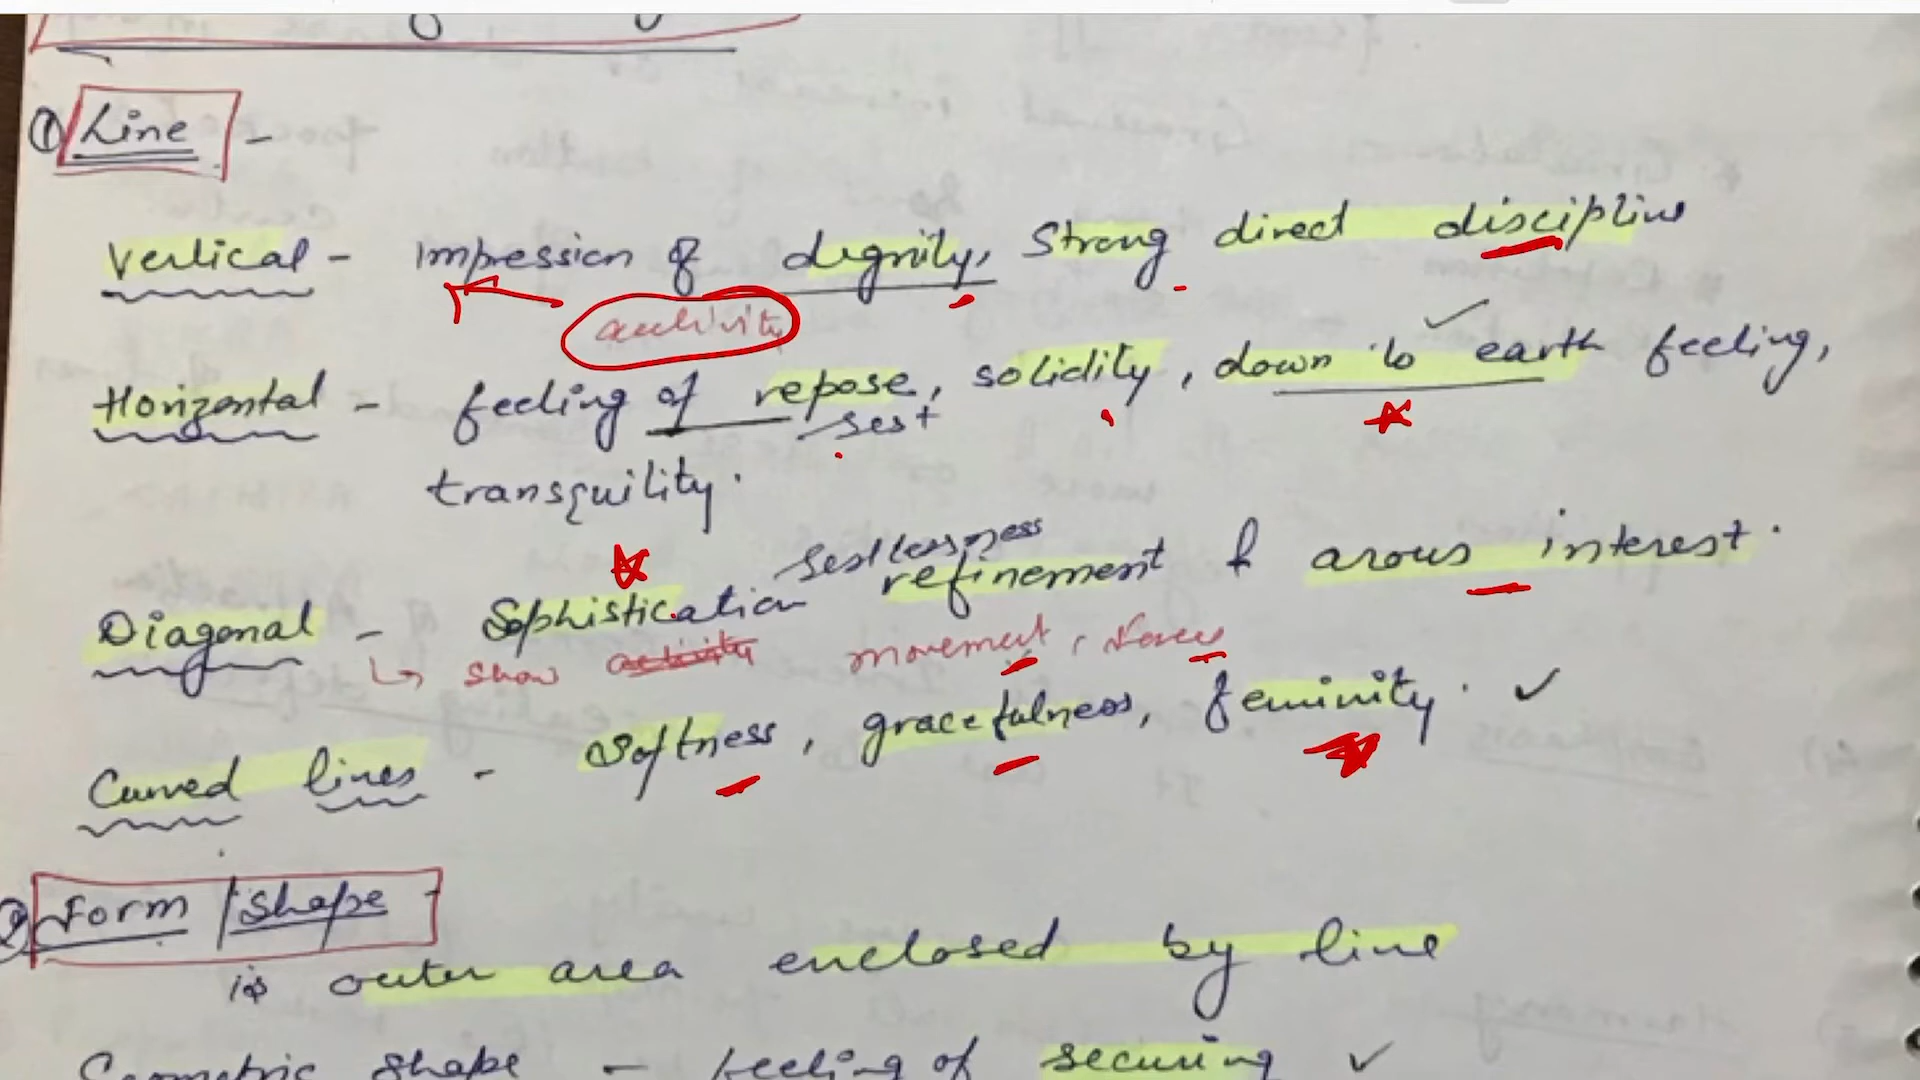 ① Line -
Vertical - Impression of dignity, Strong direct discipline
activity
Horizontal - feeling of repose, solidity, down to earth feeling,
rest
tranquility.
restlessness
Diagonal - Sophistication refinement & arous interest.
↳ show activity movement, force
Curved lines - Softness, gracefulness, feminity. ✓
② Form / Shape
is outer area enclosed by line
Geometric shape - feeling of securing ✓